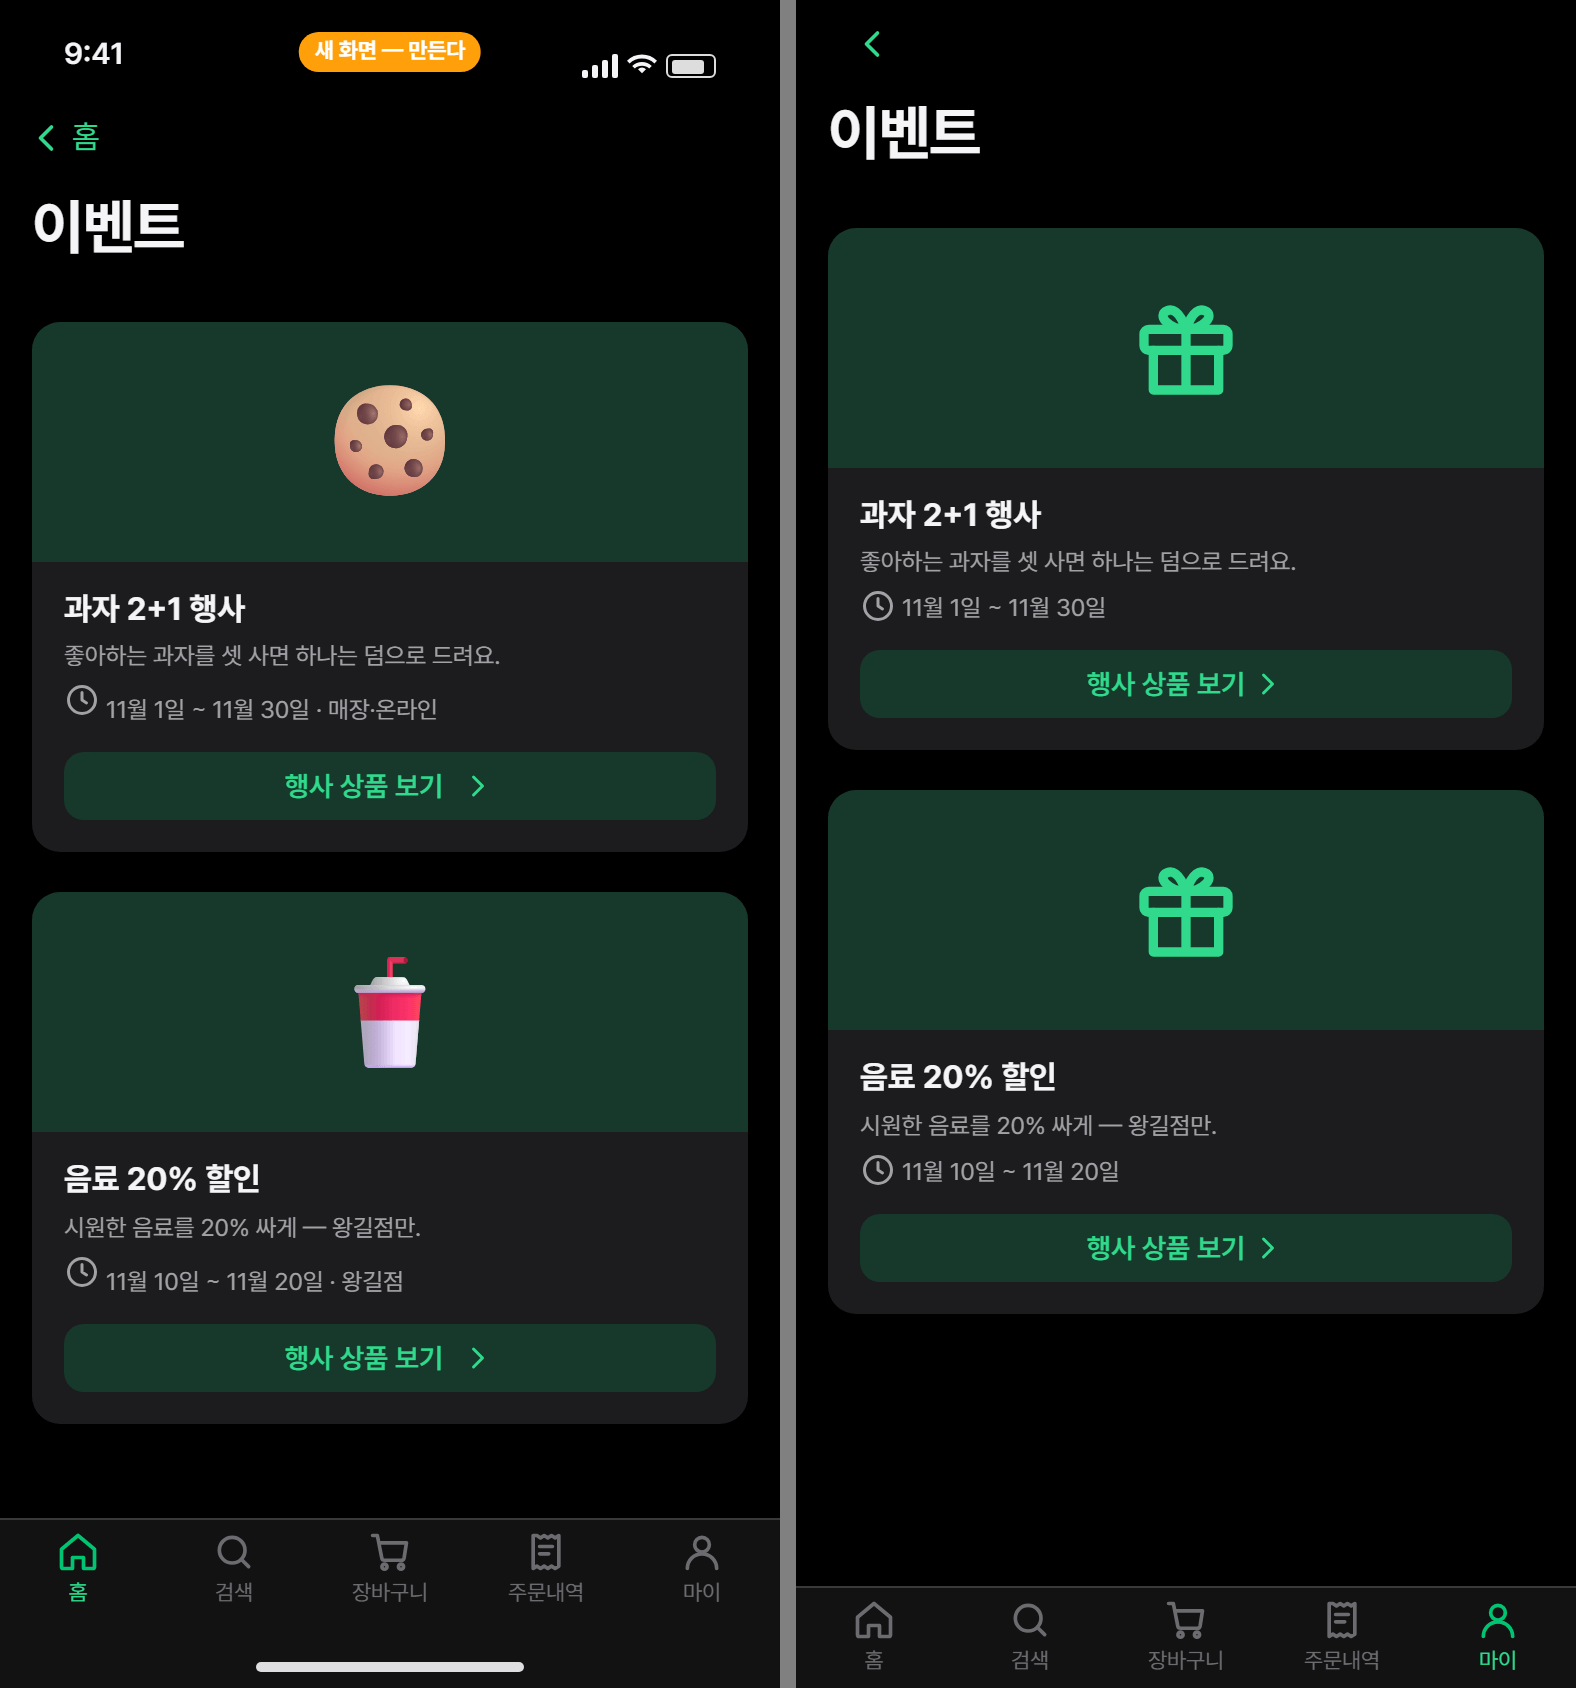 9:41
새 화면 — 만든다
홈
이벤트
과자 2+1 행사
좋아하는 과자를 셋 사면 하나는 덤으로 드려요.
11월 1일 ~ 11월 30일 · 매장·온라인
행사 상품 보기
음료 20% 할인
시원한 음료를 20% 싸게 — 왕길점만.
11월 10일 ~ 11월 20일 · 왕길점
행사 상품 보기
홈
검색
장바구니
주문내역
마이
이벤트
과자 2+1 행사
좋아하는 과자를 셋 사면 하나는 덤으로 드려요.
11월 1일 ~ 11월 30일
행사 상품 보기
음료 20% 할인
시원한 음료를 20% 싸게 — 왕길점만.
11월 10일 ~ 11월 20일
행사 상품 보기
홈
검색
장바구니
주문내역
마이